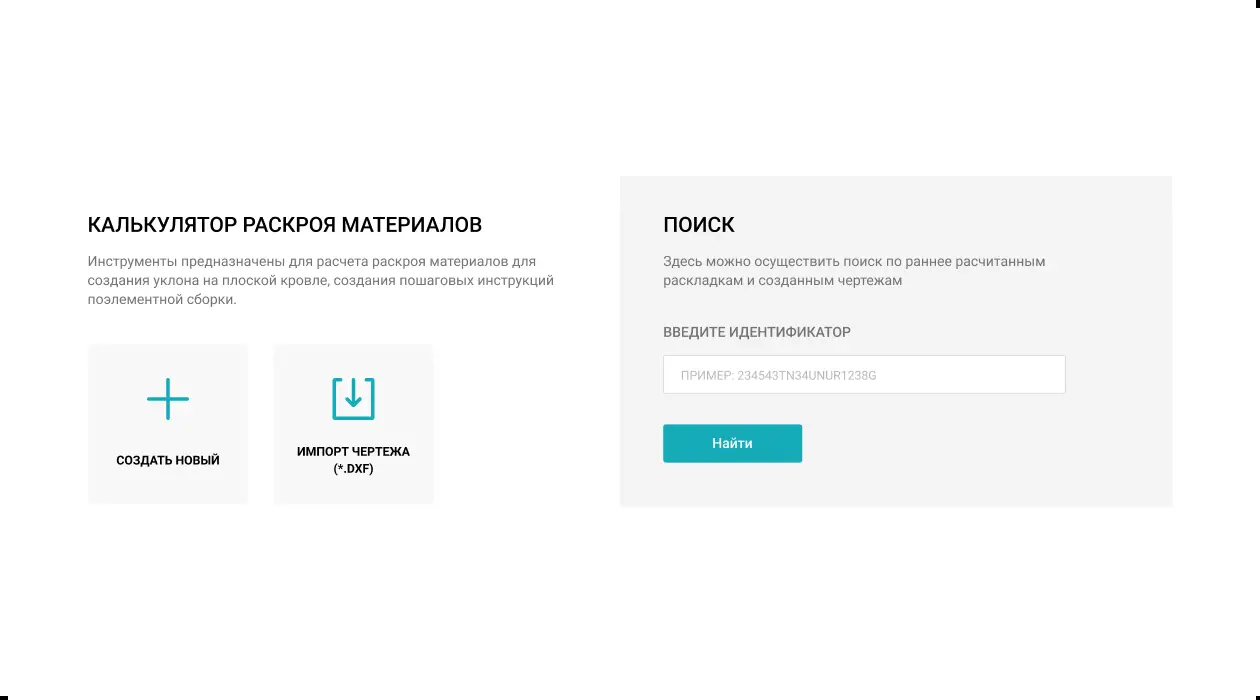 КАЛЬКУЛЯТОР РАСКРОЯ МАТЕРИАЛОВ
Инструменты предназначены для расчета раскроя материалов для
создания уклона на плоской кровле, создания пошаговых инструкций
поэлементной сборки.
СОЗДАТЬ НОВЫЙ
ИМПОРТ ЧЕРТЕЖА
(*.DXF)
ПОИСК
Здесь можно осуществить поиск по раннее расчитанным
раскладкам и созданным чертежам
ВВЕДИТЕ ИДЕНТИФИКАТОР
ПРИМЕР: 234543TN34UNUR1238G
Найти